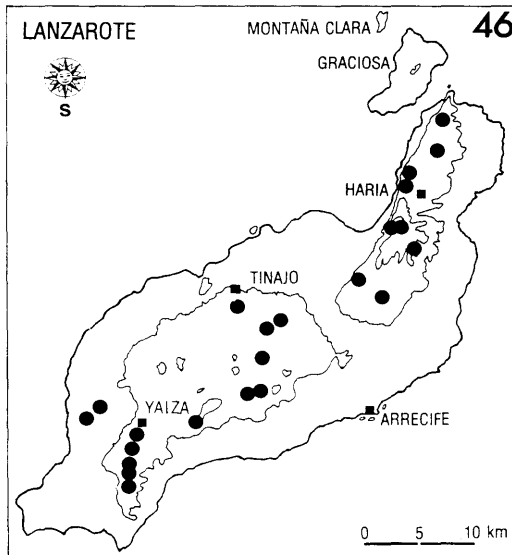 LANZAROTE
MONTAÑA CLARA
46
GRACIOSA
S
HARIA
TINAJO
YAIZA
ARRECIFE
0 5 10 km